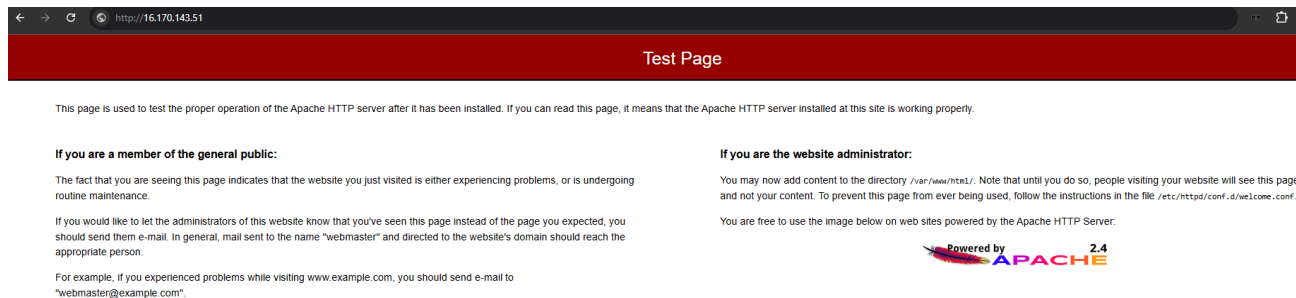 http://16.170.143.51
Test Page
This page is used to test the proper operation of the Apache HTTP server after it has been installed. If you can read this page, it means that the Apache HTTP server installed at this site is working properly.
If you are a member of the general public:
The fact that you are seeing this page indicates that the website you just visited is either experiencing problems, or is undergoing
routine maintenance.
If you would like to let the administrators of this website know that you've seen this page instead of the page you expected, you
should send them e-mail. In general, mail sent to the name "webmaster" and directed to the website's domain should reach the
appropriate person.
For example, if you experienced problems while visiting www.example.com, you should send e-mail to
"webmaster@example.com".
If you are the website administrator:
You may now add content to the directory /var/www/html/. Note that until you do so, people visiting your website will see this page
and not your content. To prevent this page from ever being used, follow the instructions in the file /etc/httpd/conf.d/welcome.conf.
You are free to use the image below on web sites powered by the Apache HTTP Server:
Powered by 2.4
APACHE